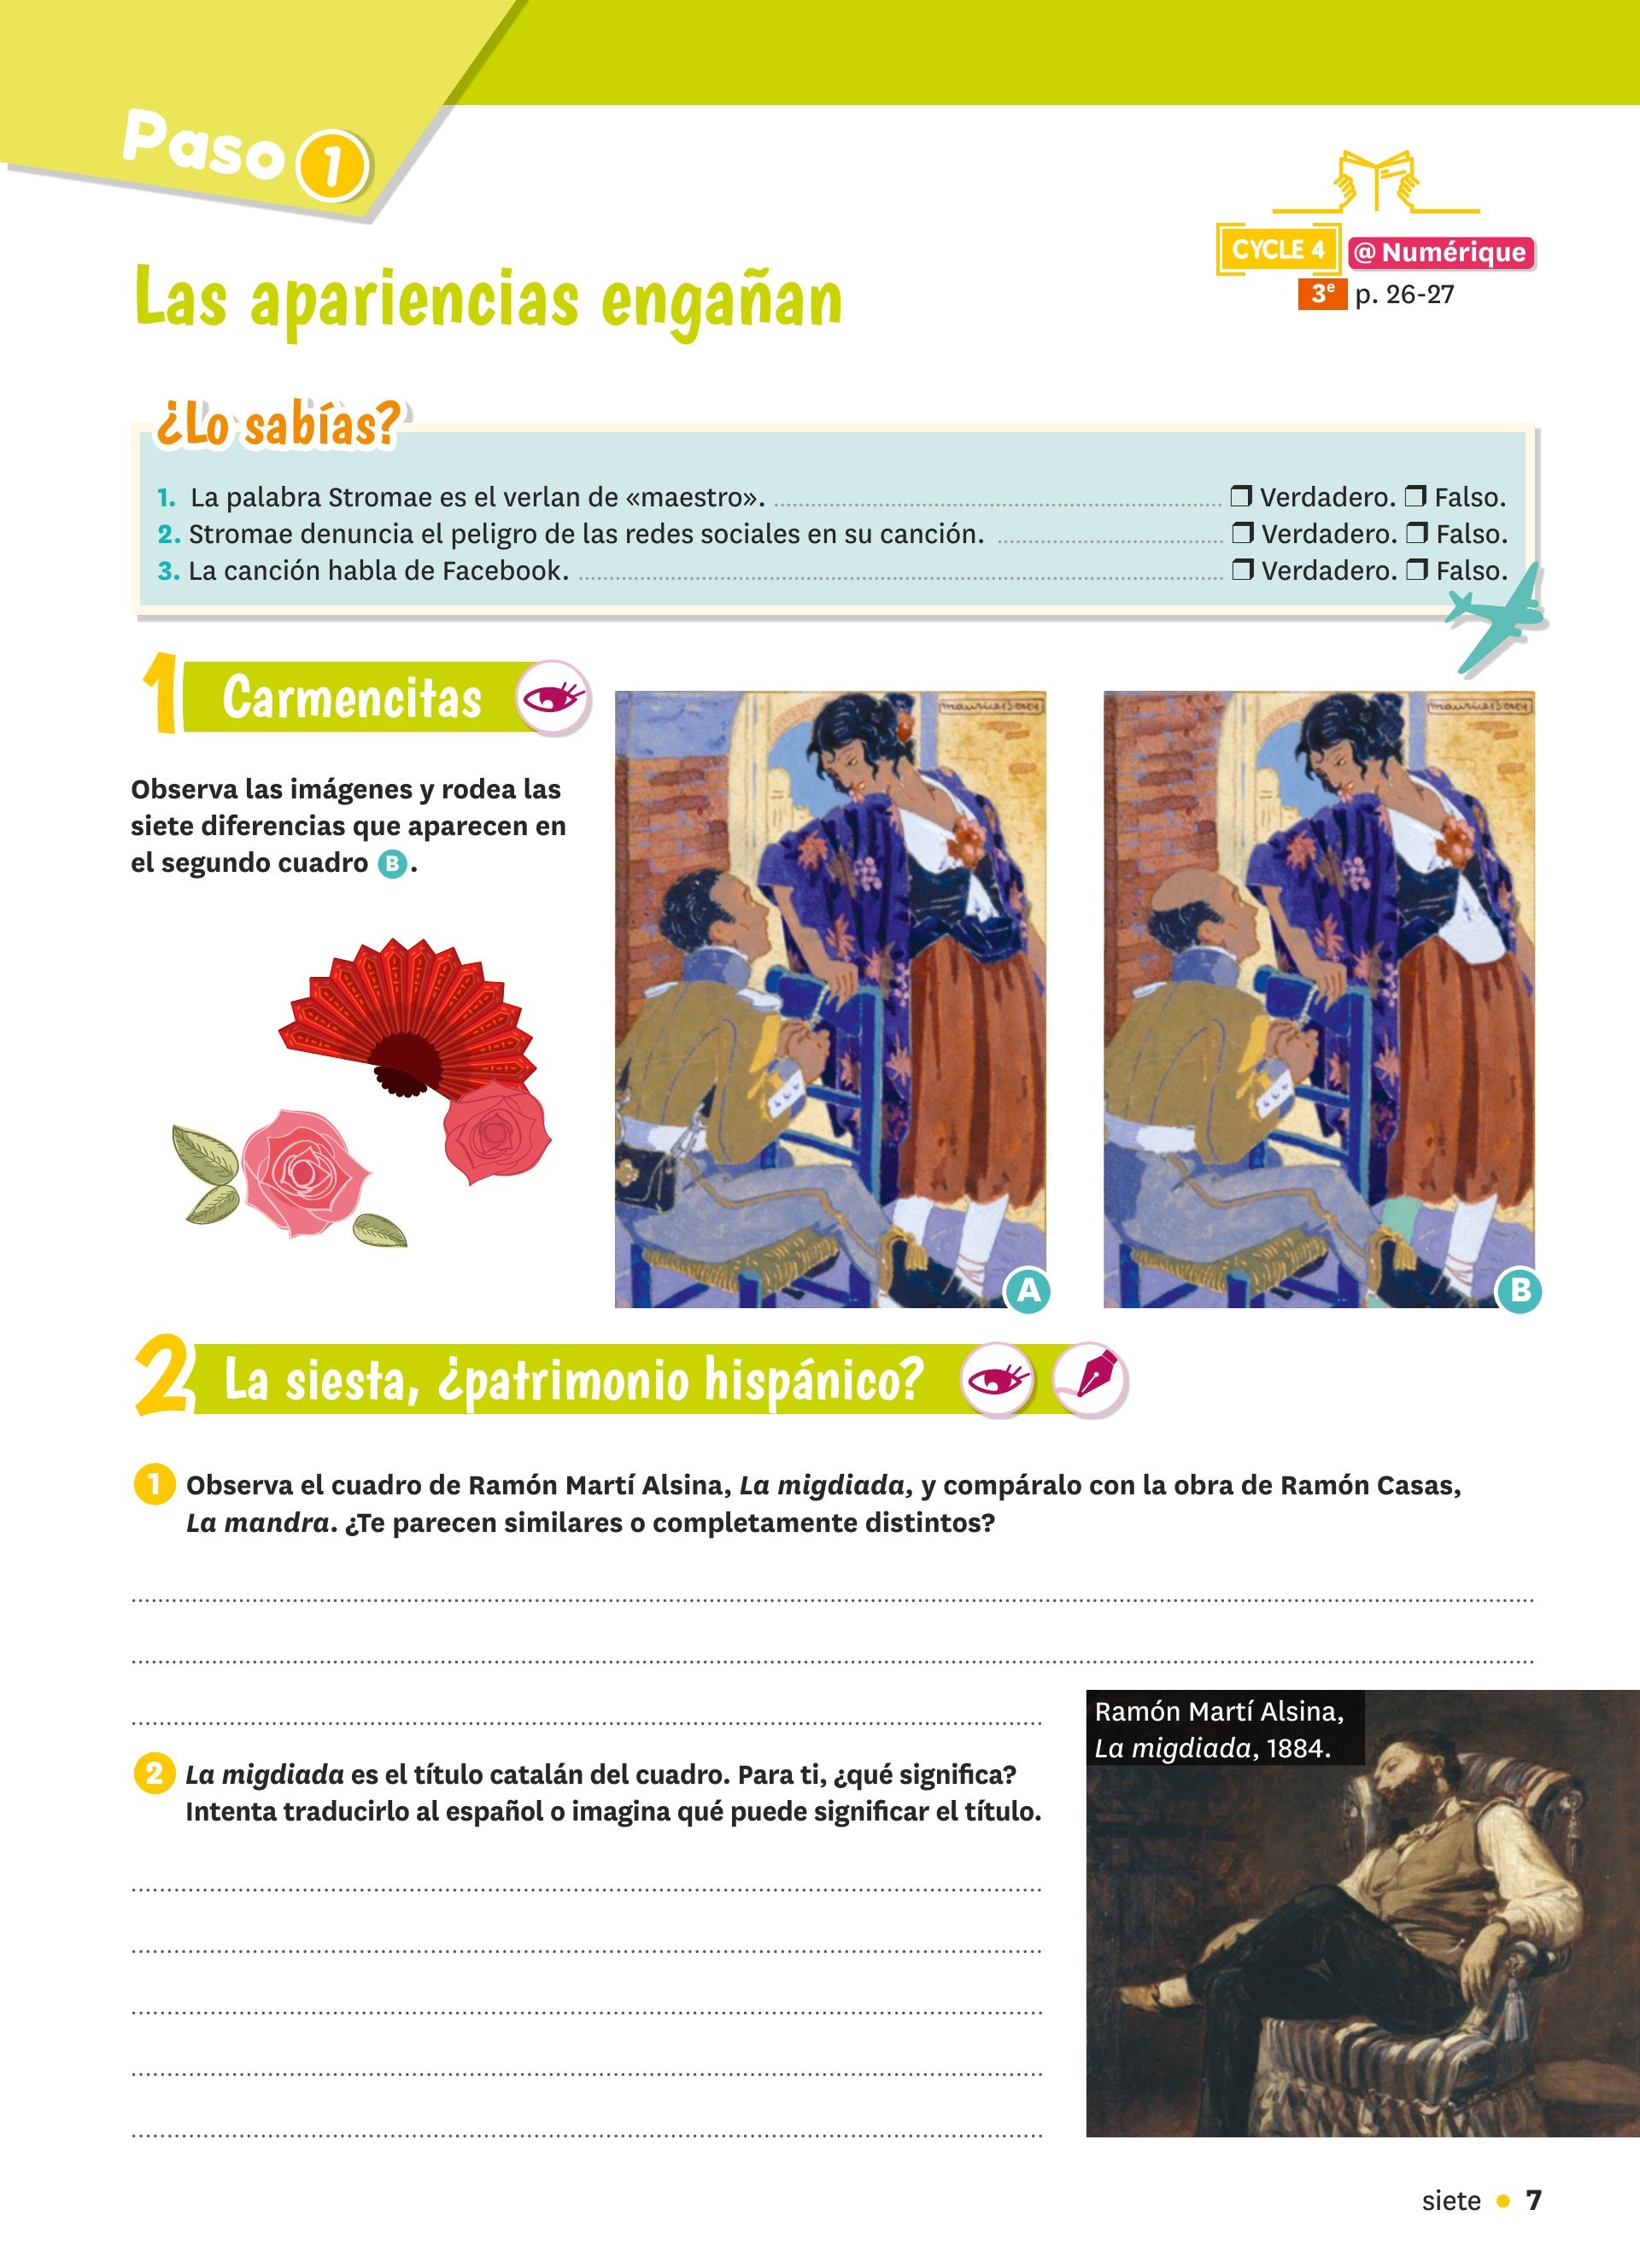 Paso 1
CYCLE 4 @ Numérique
3e p. 26-27
Las apariencias engañan
¿Lo sabías?
1. La palabra Stromae es el verlan de «maestro». ❒ Verdadero. ❒ Falso.
2. Stromae denuncia el peligro de las redes sociales en su canción. ❒ Verdadero. ❒ Falso.
3. La canción habla de Facebook. ❒ Verdadero. ❒ Falso.
1 Carmencitas
Observa las imágenes y rodea las
siete diferencias que aparecen en
el segundo cuadro B.
A
B
2 La siesta, ¿patrimonio hispánico?
1 Observa el cuadro de Ramón Martí Alsina, La migdiada, y compáralo con la obra de Ramón Casas,
La mandra. ¿Te parecen similares o completamente distintos?
2 La migdiada es el título catalán del cuadro. Para ti, ¿qué significa?
Intenta traducirlo al español o imagina qué puede significar el título.
Ramón Martí Alsina,
La migdiada, 1884.
siete • 7